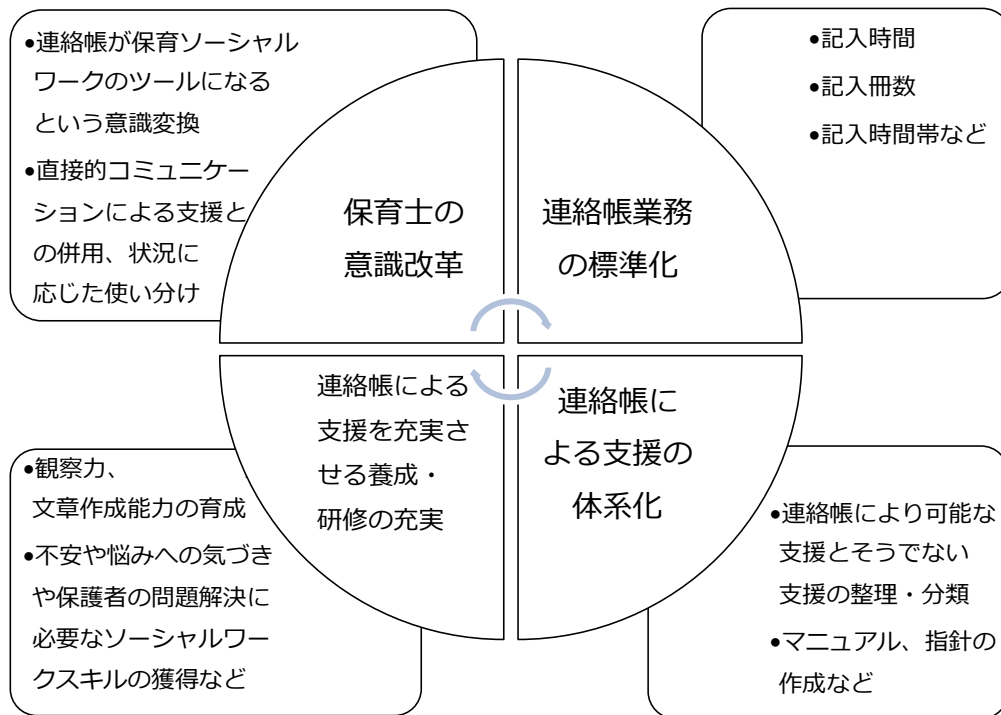 •連絡帳が保育ソーシャル
ワークのツールになる
という意識変換
•直接的コミュニケー
ションによる支援と
の併用、状況に
応じた使い分け
保育士の
意識改革
連絡帳業務
の標準化
•記入時間
•記入冊数
•記入時間帯など
連絡帳による
支援を充実さ
せる養成・
研修の充実
•観察力、
文章作成能力の育成
•不安や悩みへの気づき
や保護者の問題解決に
必要なソーシャルワー
クスキルの獲得など
連絡帳に
よる支援の
体系化
•連絡帳により可能な
支援とそうでない
支援の整理・分類
•マニュアル、指針の
作成など